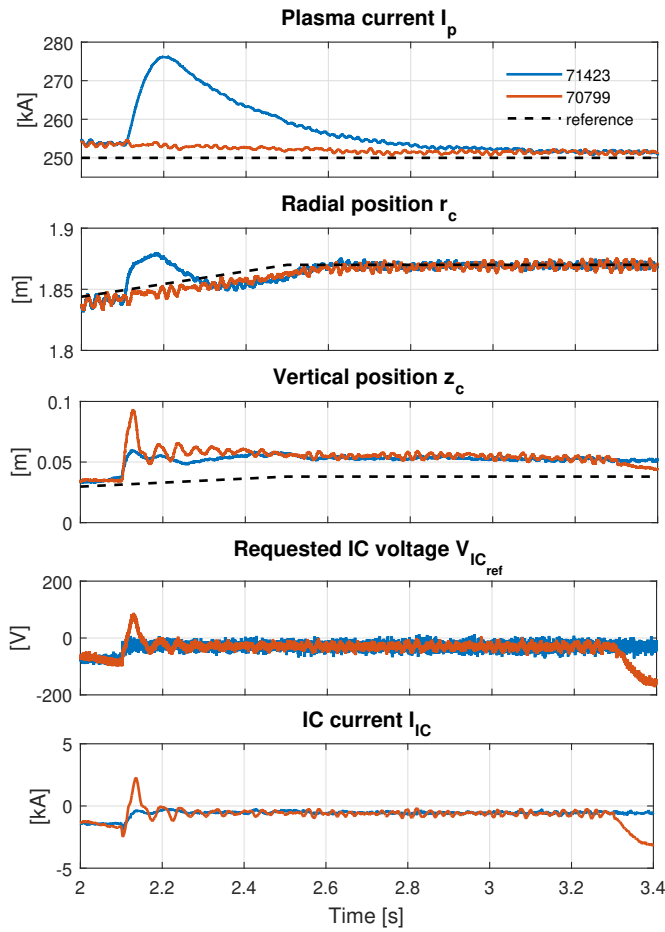 Plasma current I_p
280
270
260
250
[kA]
71423
70799
reference
Radial position r_c
1.9
1.85
1.8
[m]
Vertical position z_c
0.1
0.05
0
[m]
Requested IC voltage V_IC_ref
200
0
-200
[V]
IC current I_IC
5
0
-5
[kA]
2 2.2 2.4 2.6 2.8 3 3.2 3.4
Time [s]